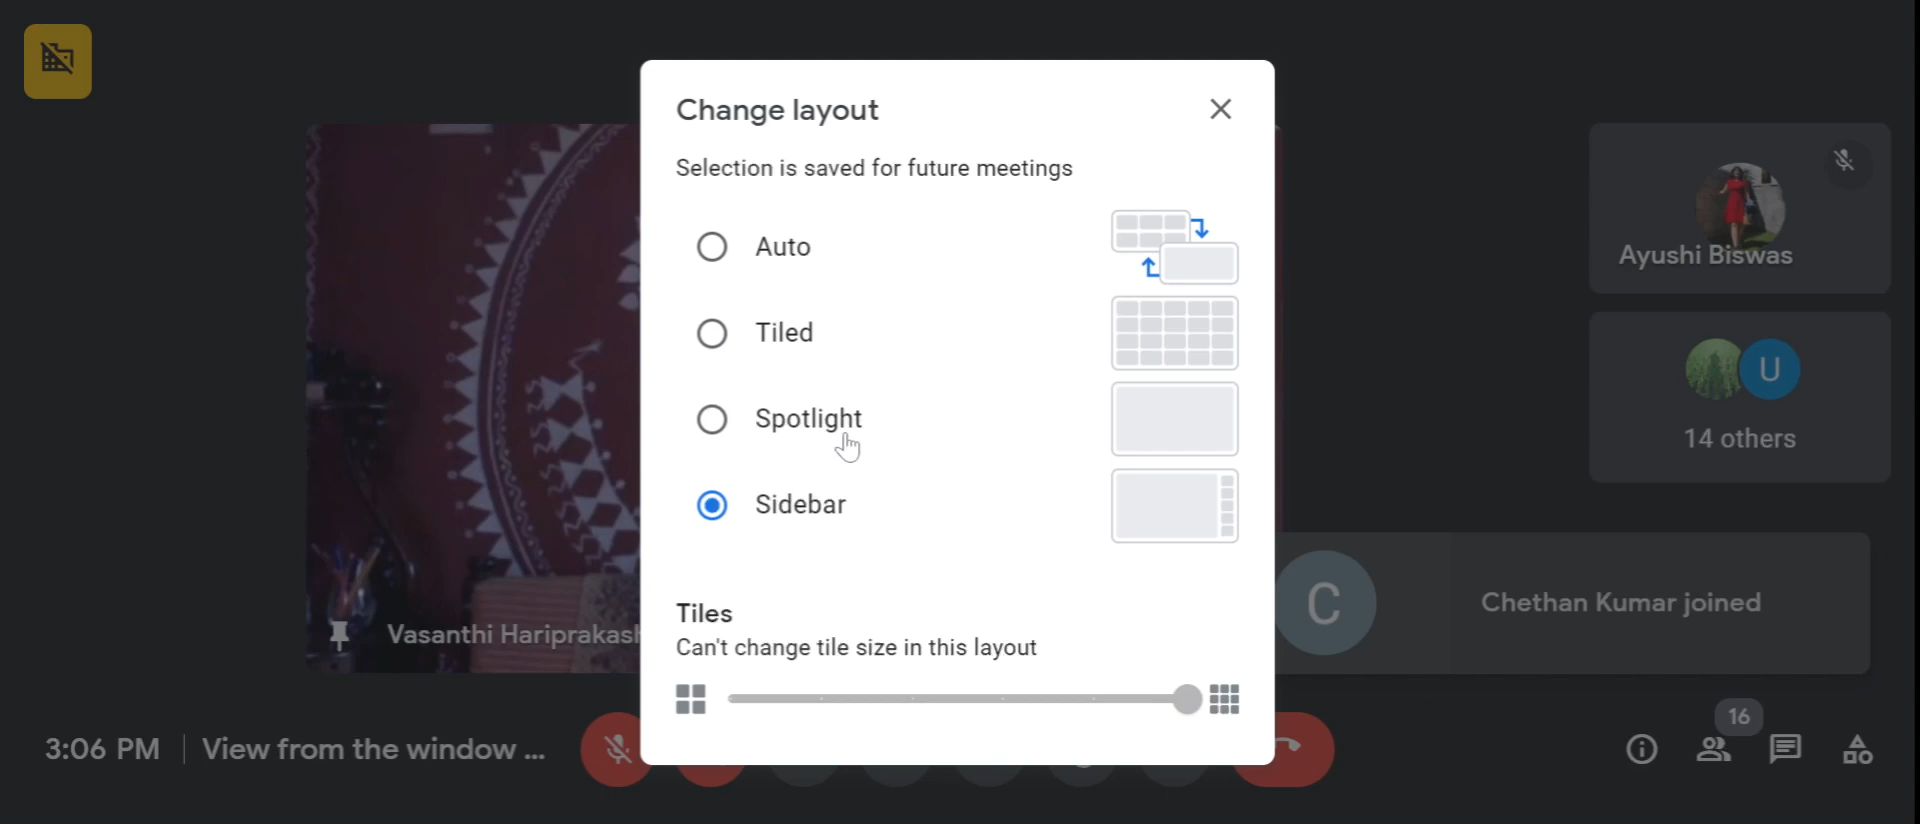 Change layout
Selection is saved for future meetings
Auto
Tiled
Spotlight
Sidebar
Tiles
Can't change tile size in this layout
Ayushi Biswas
U
14 others
C
Chethan Kumar joined
Vasanthi Hariprakash
3:06 PM
View from the window ...
16